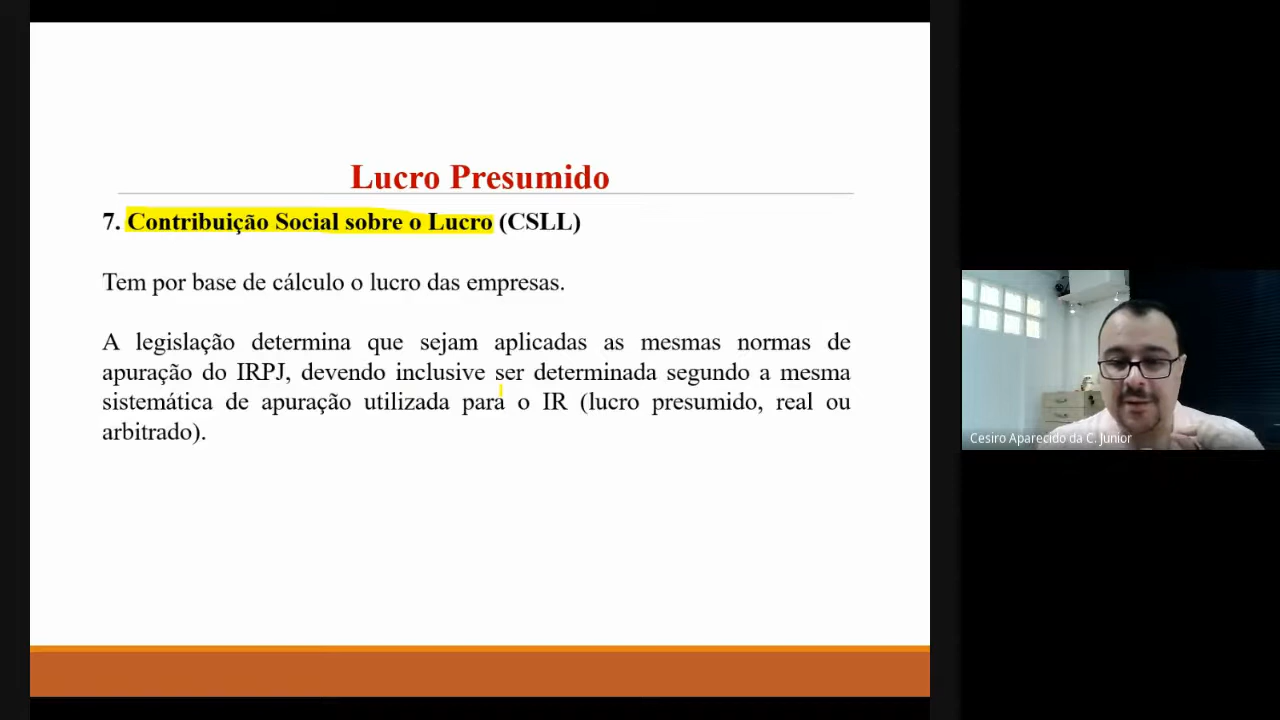 Lucro Presumido
7. Contribuição Social sobre o Lucro (CSLL)
Tem por base de cálculo o lucro das empresas.
A legislação determina que sejam aplicadas as mesmas normas de
apuração do IRPJ, devendo inclusive ser determinada segundo a mesma
sistemática de apuração utilizada para o IR (lucro presumido, real ou
arbitrado).
Cesiro Aparecido da C. Junior